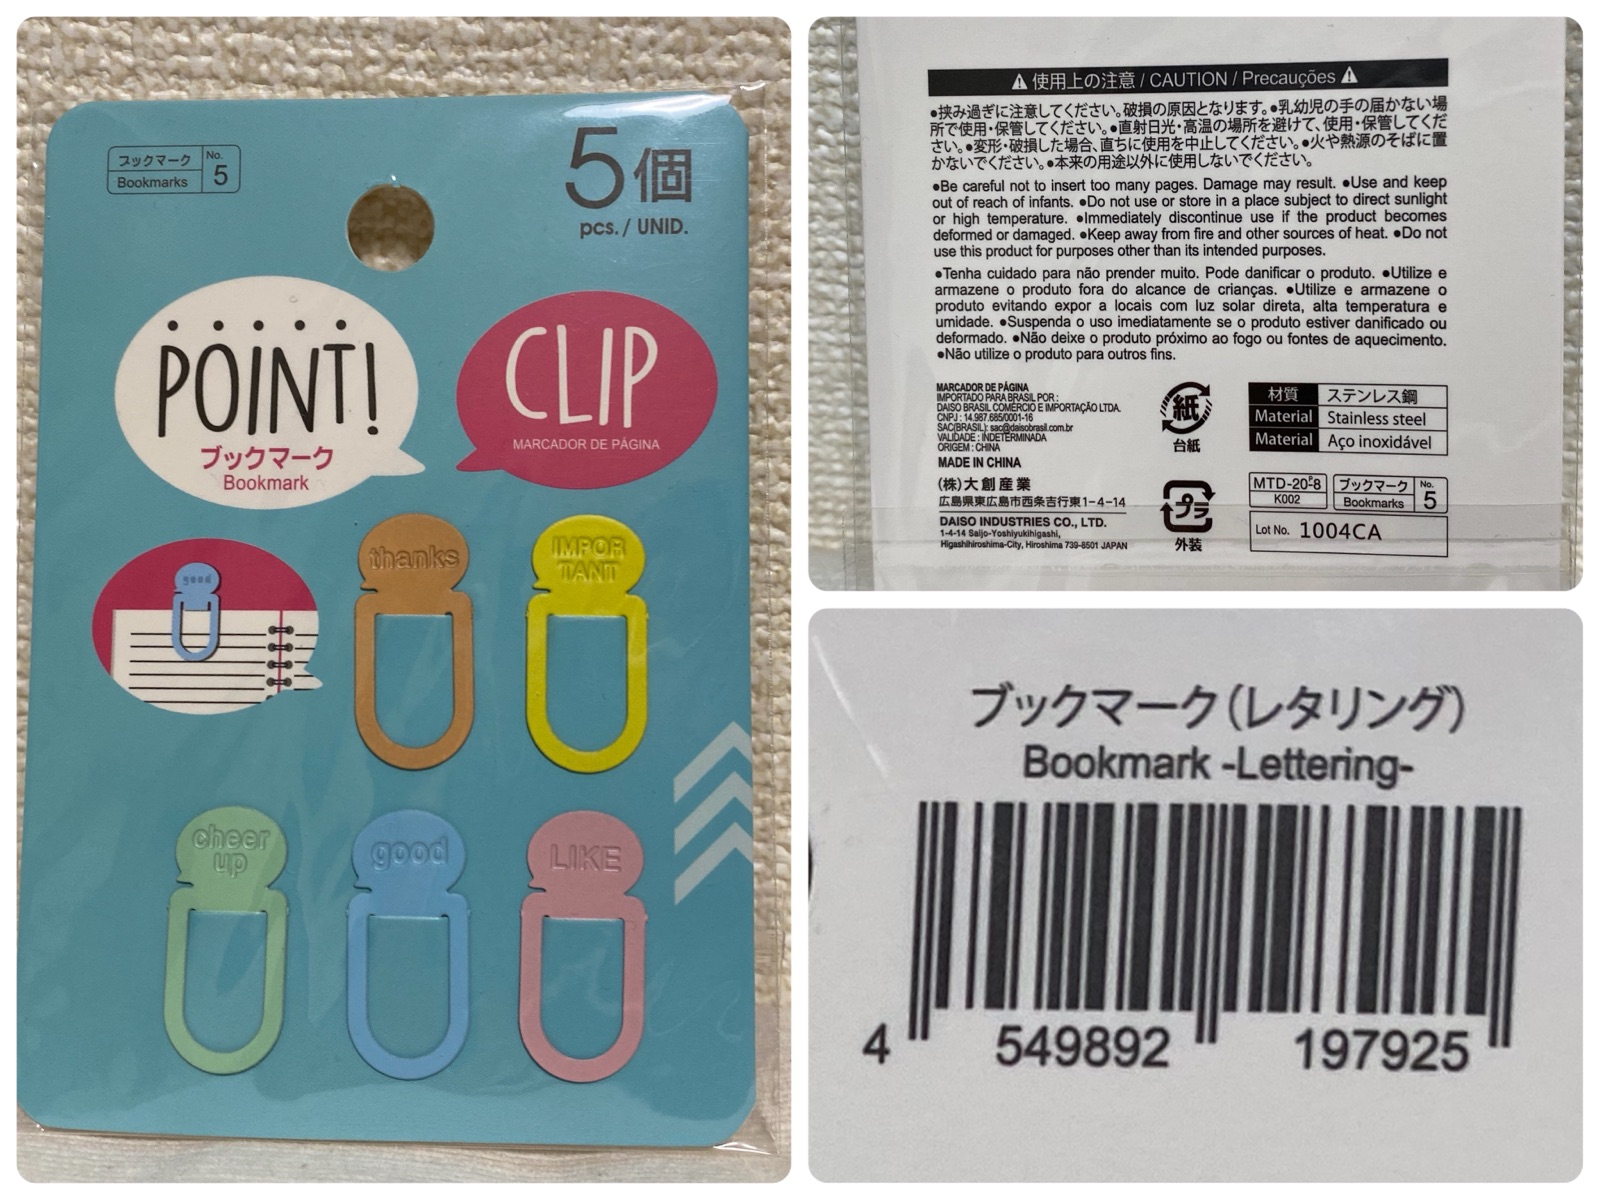 ブックマーク
Bookmarks
No.
5
5個
pcs. / UNID.
POINT!
ブックマーク
Bookmark
CLIP
MARCADOR DE PÁGINA
good
thanks
IMPOR
TANT
cheer
up
good
LIKE
⚠使用上の注意 / CAUTION / Precauções⚠
●挟み過ぎに注意してください。破損の原因となります。●乳幼児の手の届かない場
所で使用・保管してください。●直射日光・高温の場所を避けて、使用・保管してくだ
さい。●変形・破損した場合、直ちに使用を中止してください。●火や熱源のそばに置
かないでください。●本来の用途以外に使用しないでください。
●Be careful not to insert too many pages. Damage may result. ●Use and keep
out of reach of infants. ●Do not use or store in a place subject to direct sunlight
or high temperature. ●Immediately discontinue use if the product becomes
deformed or damaged. ●Keep away from fire and other sources of heat. ●Do not
use this product for purposes other than its intended purposes.
●Tenha cuidado para não prender muito. Pode danificar o produto. ●Utilize e
armazene o produto fora do alcance de crianças. ●Utilize e armazene o
produto evitando expor a locais com luz solar direta, alta temperatura e
umidade. ●Suspenda o uso imediatamente se o produto estiver danificado ou
deformado. ●Não deixe o produto próximo ao fogo ou fontes de aquecimento.
●Não utilize o produto para outros fins.
MARCADOR DE PÁGINA
IMPORTADO PARA BRASIL POR :
DAISO BRASIL COMÉRCIO E IMPORTAÇÃO LTDA.
CNPJ : 14.987.685/0001-16
SAC(BRASIL): sac@daisobrasil.com.br
VALIDADE : INDETERMINADA
ORIGEM : CHINA
MADE IN CHINA
(株)大創産業
広島県東広島市西条吉行東1-4-14
DAISO INDUSTRIES CO., LTD.
1-4-14 Saijo-Yoshiyukihigashi,
Higashihiroshima-City, Hiroshima 739-8501 JAPAN
紙
台紙
プラ
外装
材質 ステンレス鋼
Material Stainless steel
Material Aço inoxidável
K002
ブックマーク
Bookmarks
No.
5
Lot No. 1004CA
ブックマーク(レタリング)
Bookmark -Lettering-
4 549892 197925